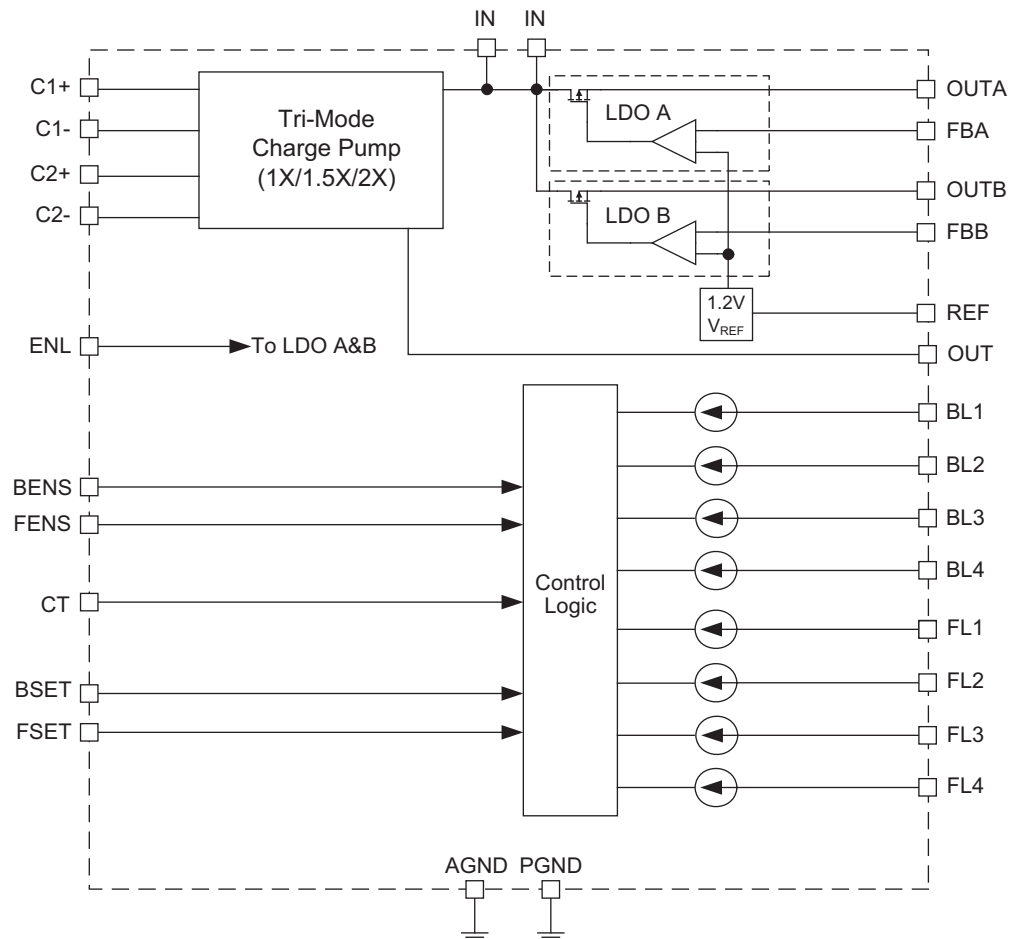 IN IN
C1+
C1-
C2+
C2-
Tri-Mode
Charge Pump
(1X/1.5X/2X)
LDO A
LDO B
OUTA
FBA
OUTB
FBB
1.2V
VREF
REF
OUT
ENL
To LDO A&B
BENS
FENS
CT
BSET
FSET
Control
Logic
BL1
BL2
BL3
BL4
FL1
FL2
FL3
FL4
AGND PGND